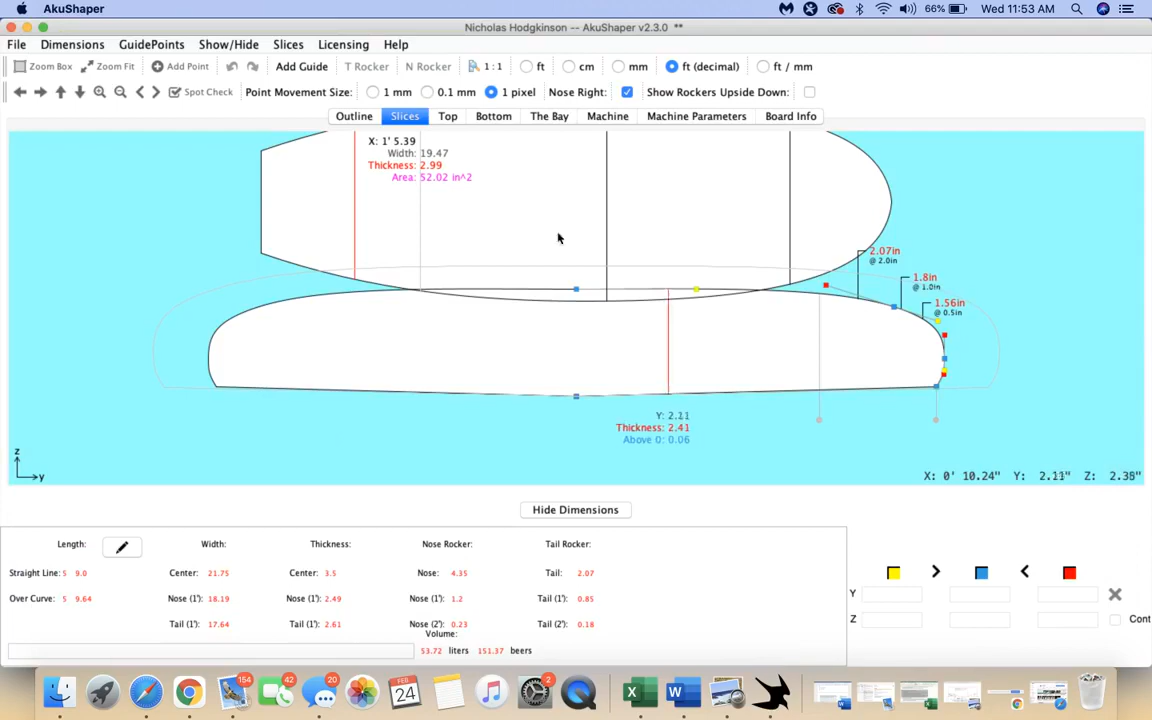 AkuShaper
66%
Wed 11:53 AM
Nicholas Hodgkinson -- AkuShaper v2.3.0 **
File Dimensions GuidePoints Show/Hide Slices Licensing Help
Zoom Box Zoom Fit Add Point Add Guide T Rocker N Rocker 1 : 1 ft cm mm ft (decimal) ft / mm
Spot Check Point Movement Size: 1 mm 0.1 mm 1 pixel Nose Right: Show Rockers Upside Down:
Outline Slices Top Bottom The Bay Machine Machine Parameters Board Info
X: 1' 5.39
Width: 19.47
Thickness: 2.99
Area: 52.02 in^2
2.07in
@ 2.0in
1.8in
@ 1.0in
1.56in
@ 0.5in
Y: 2.11
Thickness: 2.41
Above 0: 0.06
z
y
X: 0' 10.24" Y: 2.11" Z: 2.38"
Hide Dimensions
Length: Width: Thickness: Nose Rocker: Tail Rocker:
Straight Line: 5 9.0 Center: 21.75 Center: 3.5 Nose: 4.35 Tail: 2.07
Over Curve: 5 9.64 Nose (1'): 18.19 Nose (1'): 2.49 Nose (1'): 1.2 Tail (1'): 0.85
Tail (1'): 17.64 Tail (1'): 2.61 Nose (2'): 0.23 Tail (2'): 0.18
Volume:
53.72 liters 151.37 beers
Y
Z
Cont
154
42
20
FEB
24
2
X
W